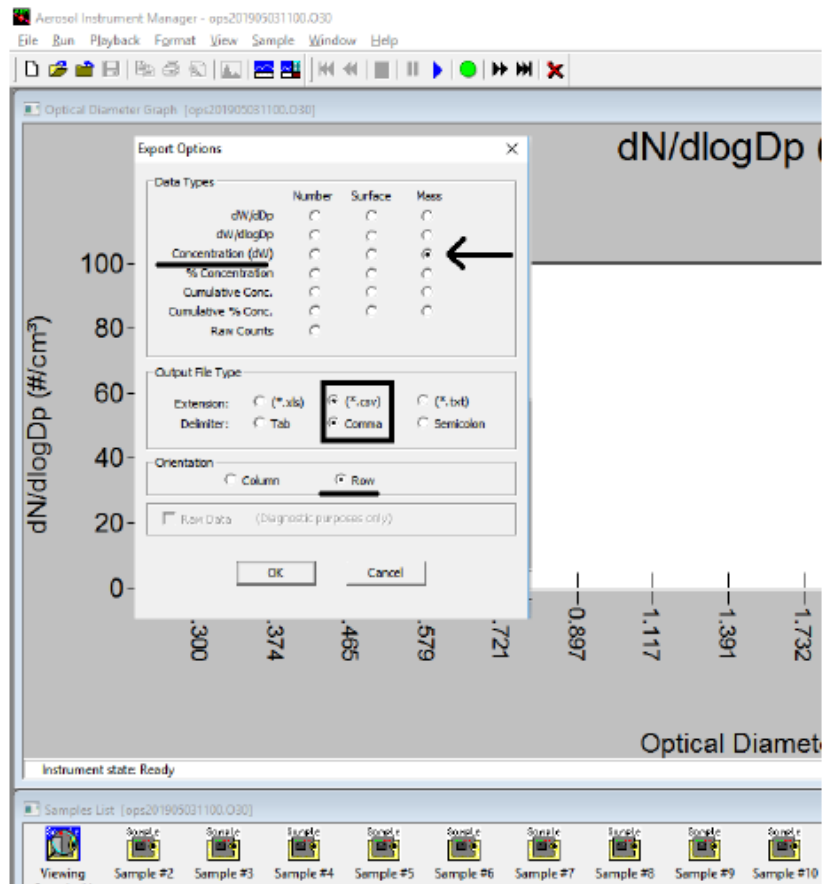 Aerosol Instrument Manager - ops201905031100.O30
File Run Playback Format View Sample Window Help
Optical Diameter Graph [ops201905031100.O30]
dN/dlogDp (
Export Options
Data Types
Number Surface Mass
dW/dDp
dW/dlogDp
Concentration (dW)
% Concentration
Cumulative Conc.
Cumulative % Conc.
Raw Counts
Output File Type
Extension: (*.xls) (*.csv) (*.txt)
Delimiter: Tab Comma Semicolon
Orientation
Column Row
Raw Data (Diagnostic purposes only)
OK Cancel
dN/dlogDp (#/cm³)
100
80
60
40
20
0
.300 .374 .465 .579 .721 0.897 1.117 1.391 1.732
Optical Diamet
Instrument state: Ready
Samples List [ops201905031100.O30]
Sample Sample Sample Sample Sample Sample Sample Sample Sample
Viewing Sample #2 Sample #3 Sample #4 Sample #5 Sample #6 Sample #7 Sample #8 Sample #9 Sample #10